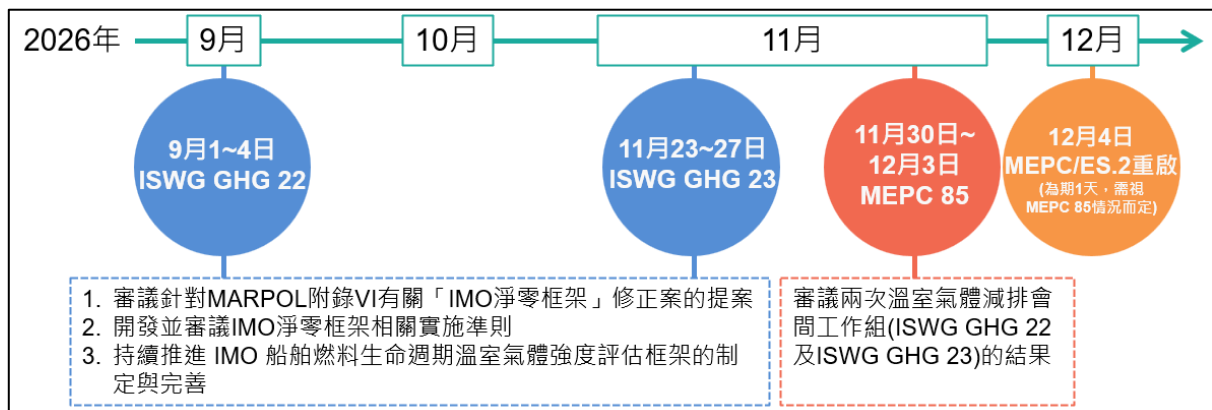 2026年
9月
10月
11月
12月
9月1~4日
ISWG GHG 22
11月23~27日
ISWG GHG 23
11月30日~
12月3日
MEPC 85
12月4日
MEPC/ES.2重啟
(為期1天，需視
MEPC 85情況而定)
1. 審議針對MARPOL附錄VI有關「IMO淨零框架」修正案的提案
2. 開發並審議IMO淨零框架相關實施準則
3. 持續推進 IMO 船舶燃料生命週期溫室氣體強度評估框架的制
定與完善
審議兩次溫室氣體減排會
間工作組(ISWG GHG 22
及ISWG GHG 23)的結果